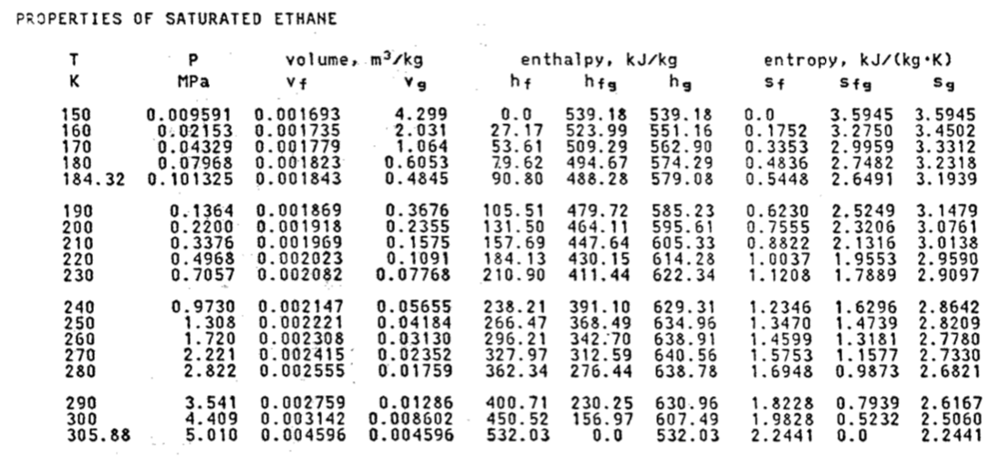 PROPERTIES OF SATURATED ETHANE
T P volume, m³/kg enthalpy, kJ/kg entropy, kJ/(kg·K)
K MPa vf vg hf hfg hg sf sfg sg
150 0.009591 0.001693 4.299 0.0 539.18 539.18 0.0 3.5945 3.5945
160 0.02153 0.001735 2.031 27.17 523.99 551.16 0.1752 3.2750 3.4502
170 0.04329 0.001779 1.064 53.61 509.29 562.90 0.3353 2.9959 3.3312
180 0.07968 0.001823 0.6053 79.62 494.67 574.29 0.4836 2.7482 3.2318
184.32 0.101325 0.001843 0.4845 90.80 488.28 579.08 0.5448 2.6491 3.1939
190 0.1364 0.001869 0.3676 105.51 479.72 585.23 0.6230 2.5249 3.1479
200 0.2200 0.001918 0.2355 131.50 464.11 595.61 0.7555 2.3206 3.0761
210 0.3376 0.001969 0.1575 157.69 447.64 605.33 0.8822 2.1316 3.0138
220 0.4968 0.002023 0.1091 184.13 430.15 614.28 1.0037 1.9553 2.9590
230 0.7057 0.002082 0.07768 210.90 411.44 622.34 1.1208 1.7889 2.9097
240 0.9730 0.002147 0.05655 238.21 391.10 629.31 1.2346 1.6296 2.8642
250 1.308 0.002221 0.04184 266.47 368.49 634.96 1.3470 1.4739 2.8209
260 1.720 0.002308 0.03130 296.21 342.70 638.91 1.4599 1.3181 2.7780
270 2.221 0.002415 0.02352 327.97 312.59 640.56 1.5753 1.1577 2.7330
280 2.822 0.002555 0.01759 362.34 276.44 638.78 1.6948 0.9873 2.6821
290 3.541 0.002759 0.01286 400.71 230.25 630.96 1.8228 0.7939 2.6167
300 4.409 0.003142 0.008602 450.52 156.97 607.49 1.9828 0.5232 2.5060
305.88 5.010 0.004596 0.004596 532.03 0.0 532.03 2.2441 0.0 2.2441